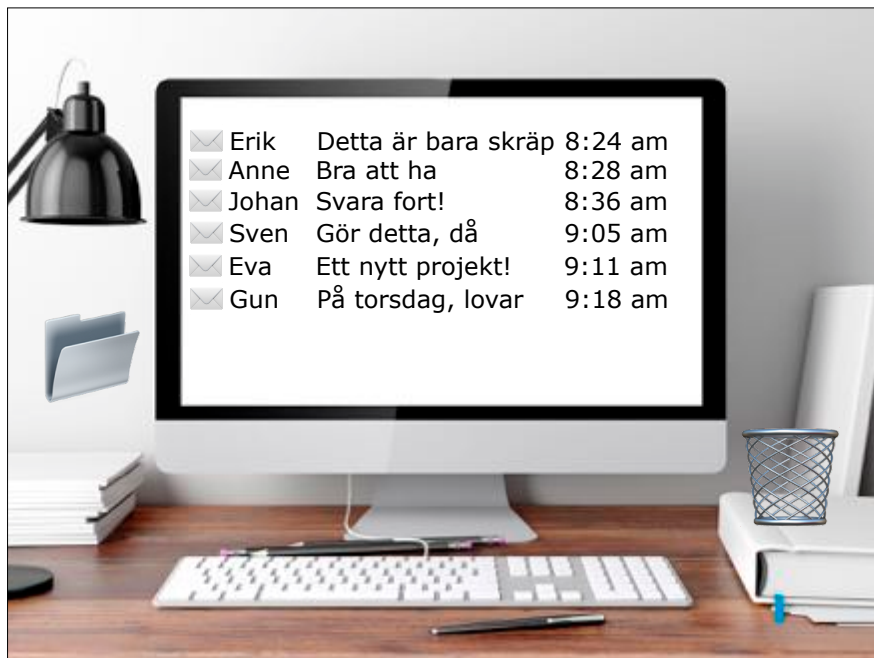 Erik Detta är bara skräp 8:24 am
Anne Bra att ha 8:28 am
Johan Svara fort! 8:36 am
Sven Gör detta, då 9:05 am
Eva Ett nytt projekt! 9:11 am
Gun På torsdag, lovar 9:18 am